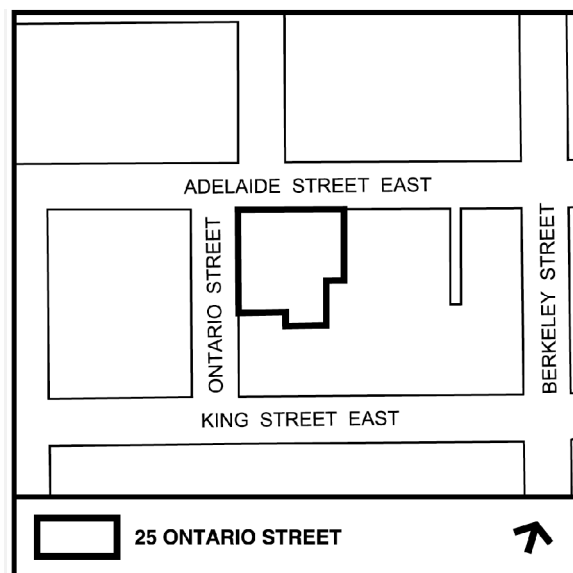 ADELAIDE STREET EAST
ONTARIO STREET
BERKELEY STREET
KING STREET EAST
25 ONTARIO STREET